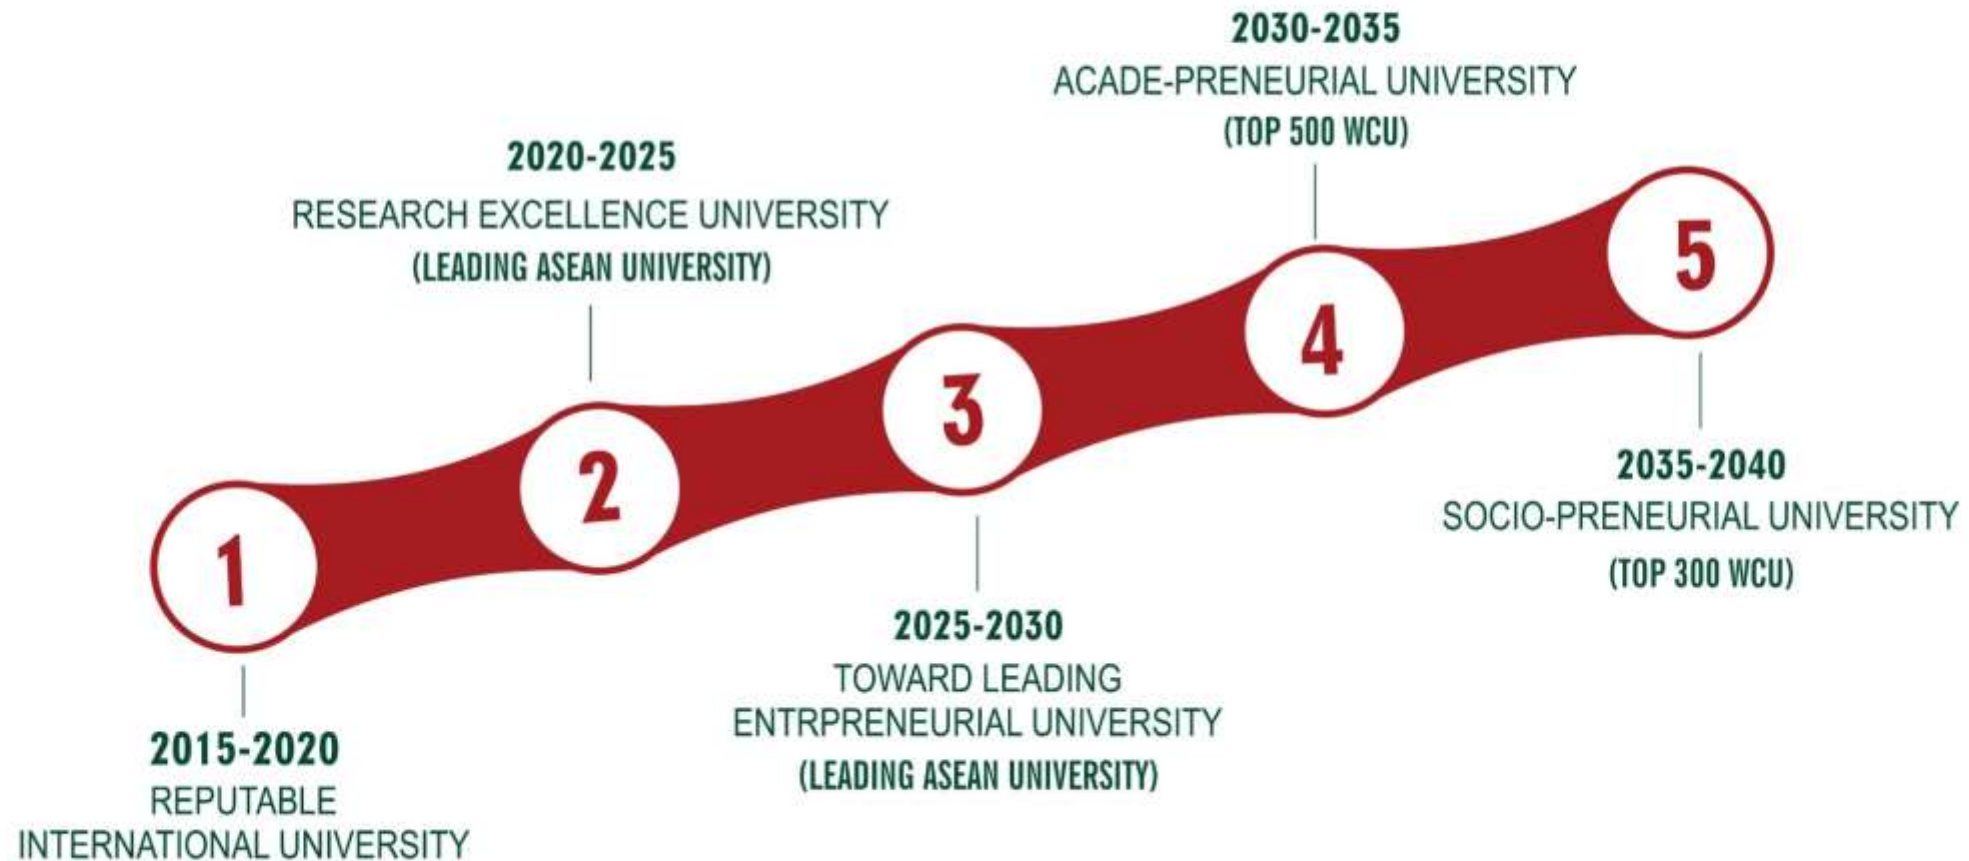 1
2015-2020
REPUTABLE
INTERNATIONAL UNIVERSITY
2020-2025
RESEARCH EXCELLENCE UNIVERSITY
(LEADING ASEAN UNIVERSITY)
2
3
2025-2030
TOWARD LEADING
ENTRPRENEURIAL UNIVERSITY
(LEADING ASEAN UNIVERSITY)
2030-2035
ACADE-PRENEURIAL UNIVERSITY
(TOP 500 WCU)
4
5
2035-2040
SOCIO-PRENEURIAL UNIVERSITY
(TOP 300 WCU)